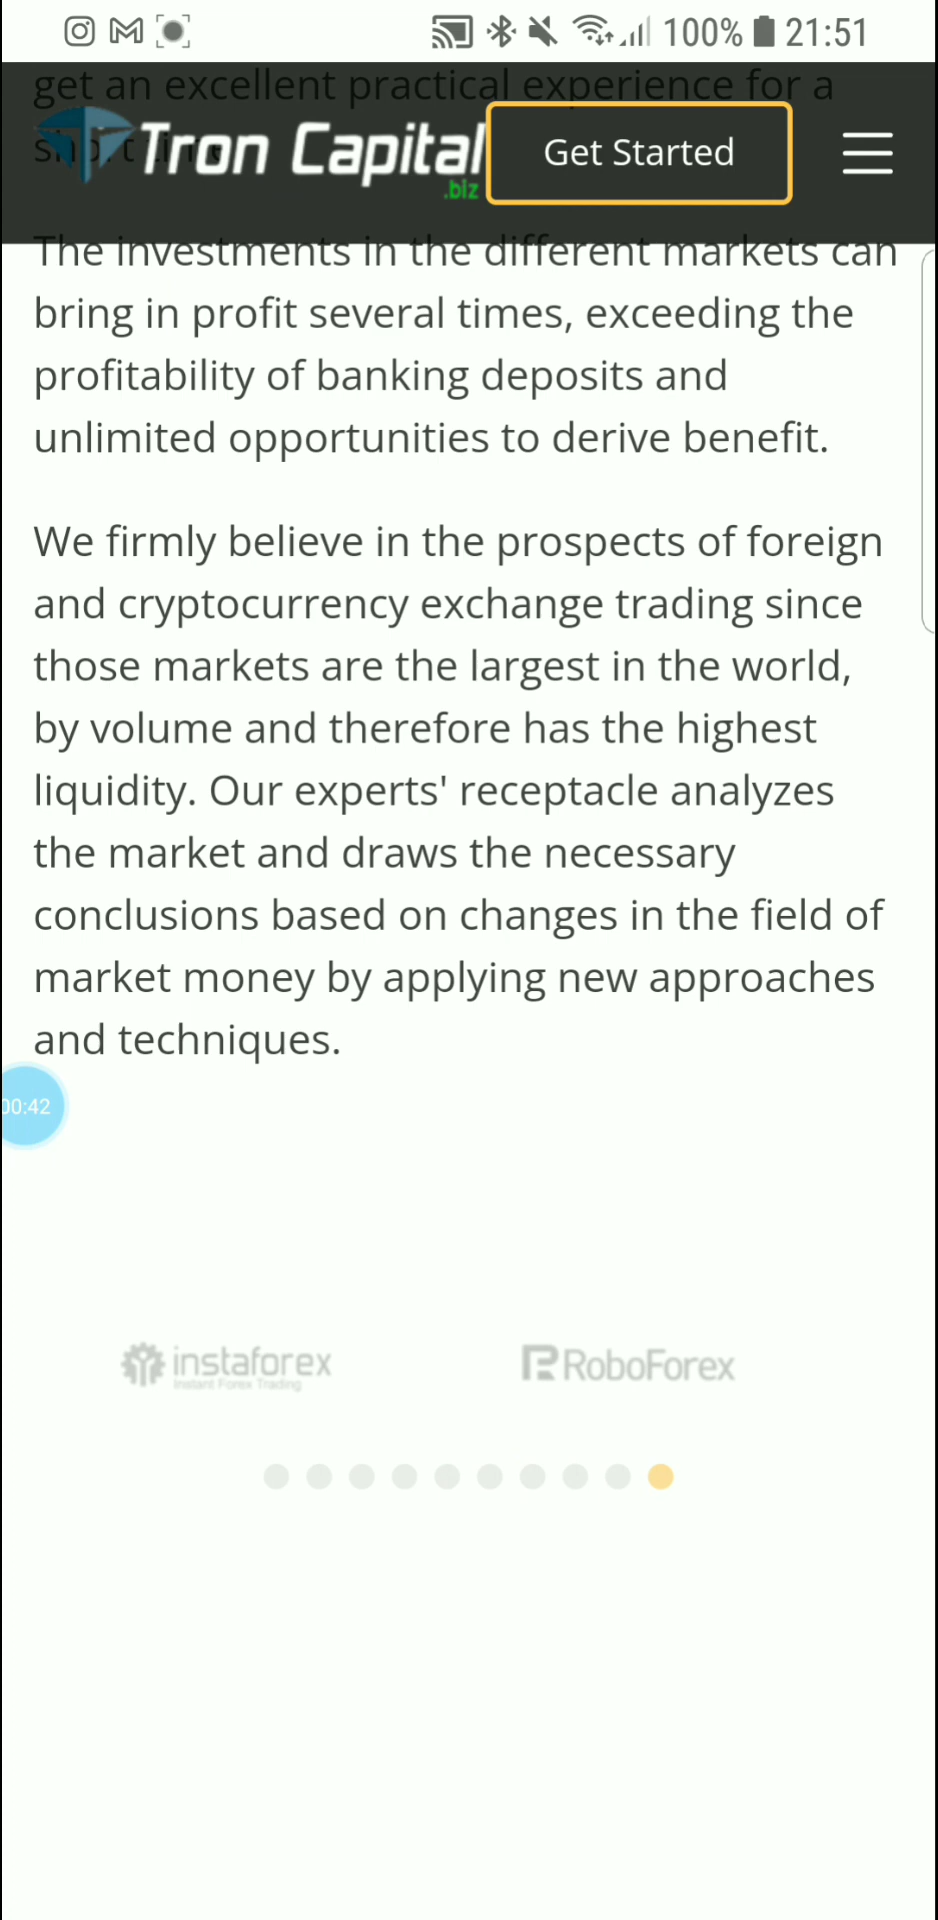 100% 21:51
get an excellent practical experience for a
Tron Capital
.biz
Get Started
The investments in the different markets can
bring in profit several times, exceeding the
profitability of banking deposits and
unlimited opportunities to derive benefit.
We firmly believe in the prospects of foreign
and cryptocurrency exchange trading since
those markets are the largest in the world,
by volume and therefore has the highest
liquidity. Our experts' receptacle analyzes
the market and draws the necessary
conclusions based on changes in the field of
market money by applying new approaches
and techniques.
00:42
instaforex
Instant Forex Trading
RoboForex